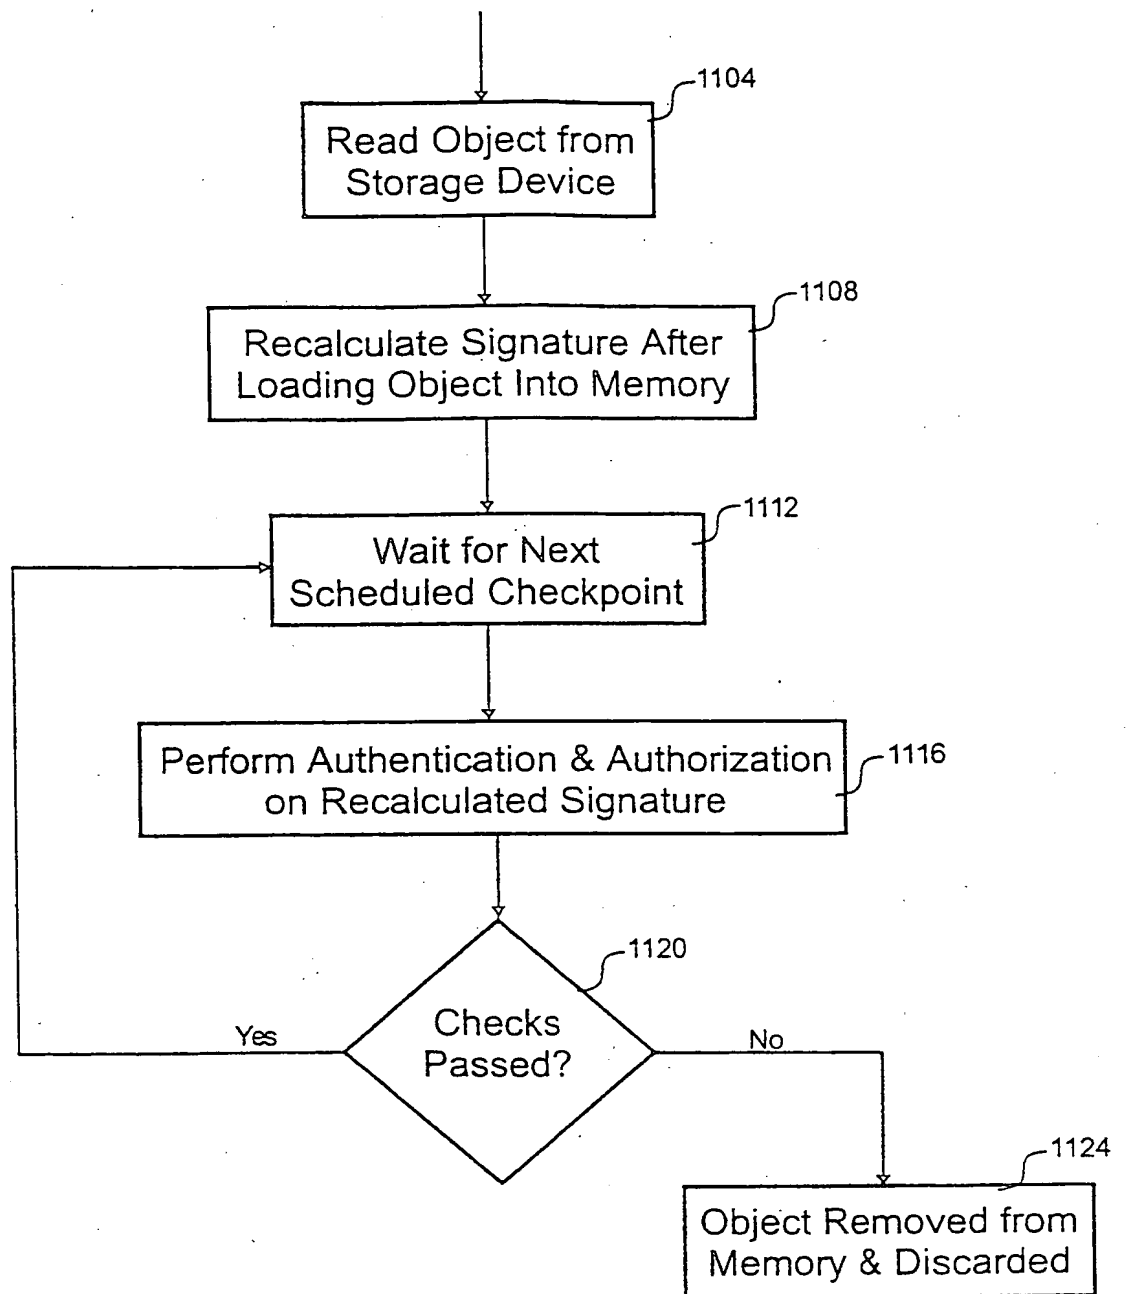 1104
Read Object from
Storage Device
1108
Recalculate Signature After
Loading Object Into Memory
1112
Wait for Next
Scheduled Checkpoint
1116
Perform Authentication & Authorization
on Recalculated Signature
1120
Checks
Passed?
Yes
No
1124
Object Removed from
Memory & Discarded